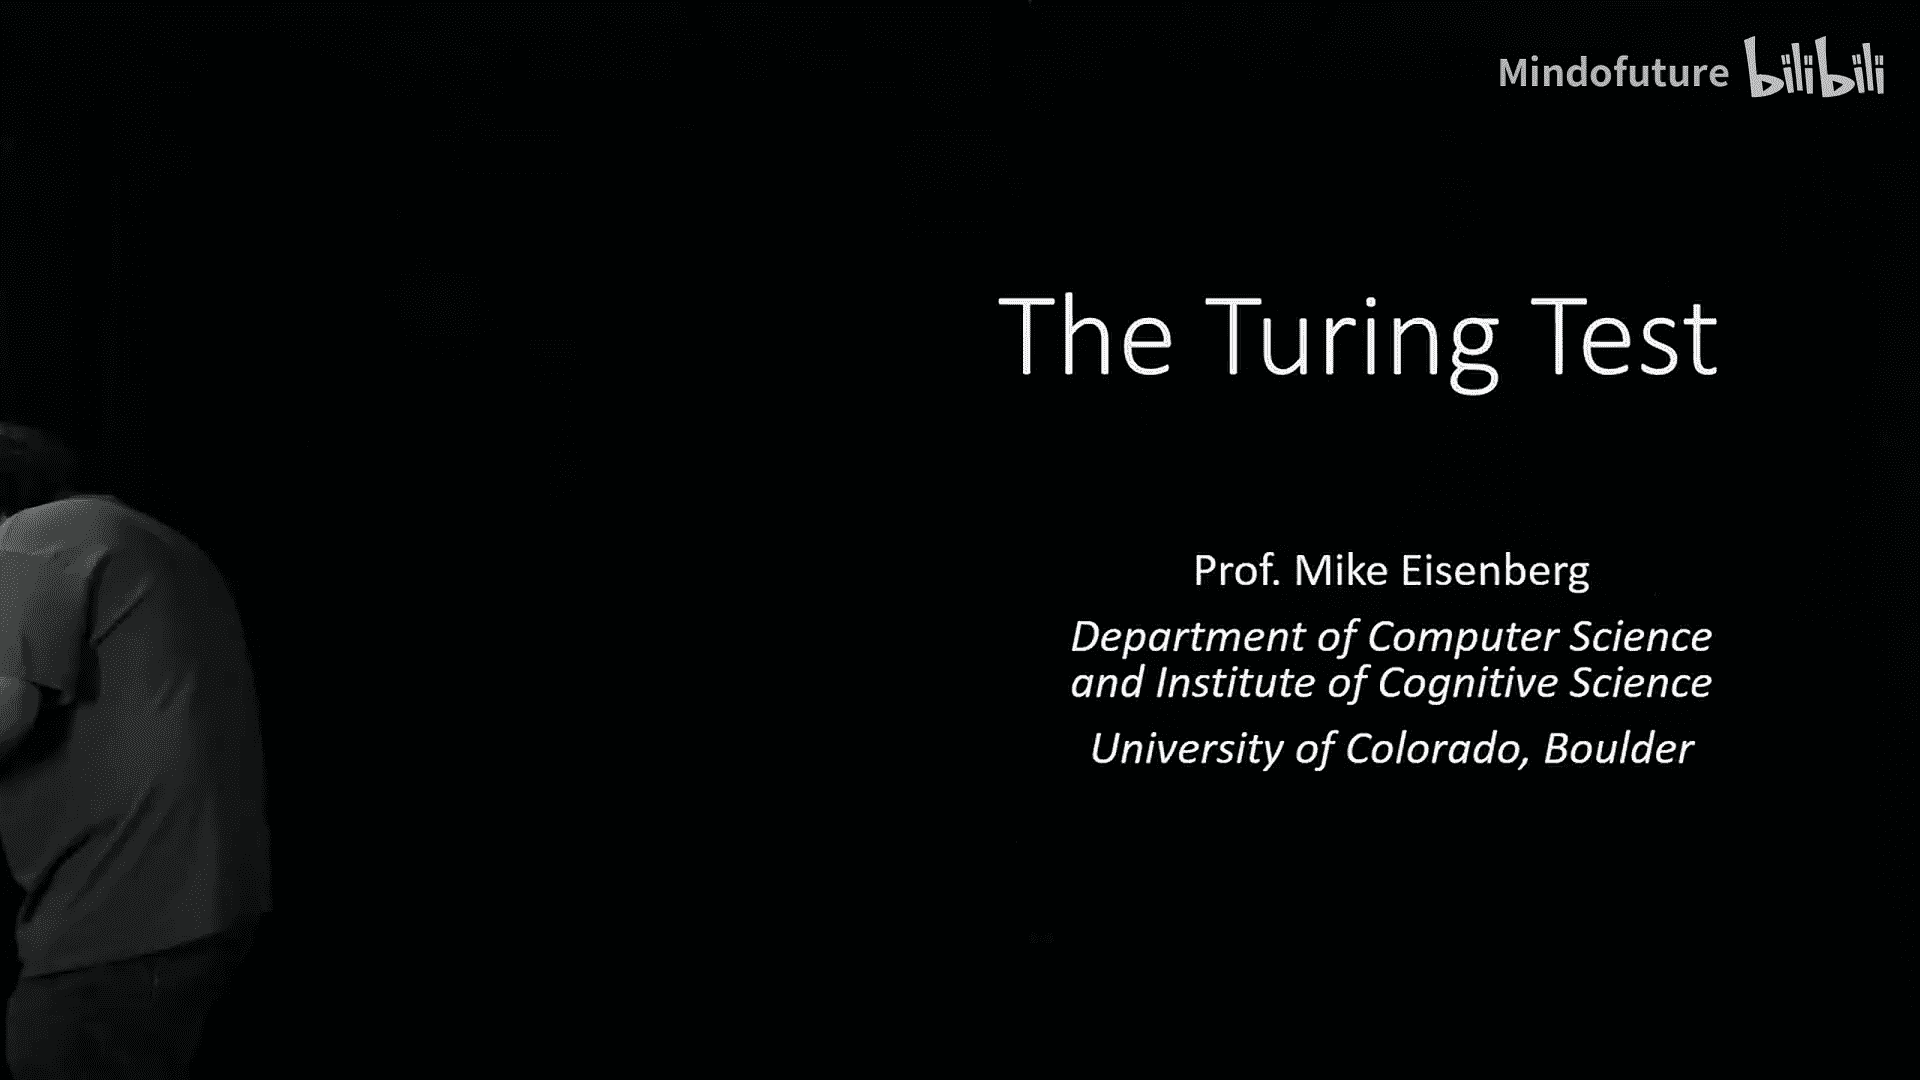 Mindofuture bilibili
The Turing Test
Prof. Mike Eisenberg
Department of Computer Science
and Institute of Cognitive Science
University of Colorado, Boulder